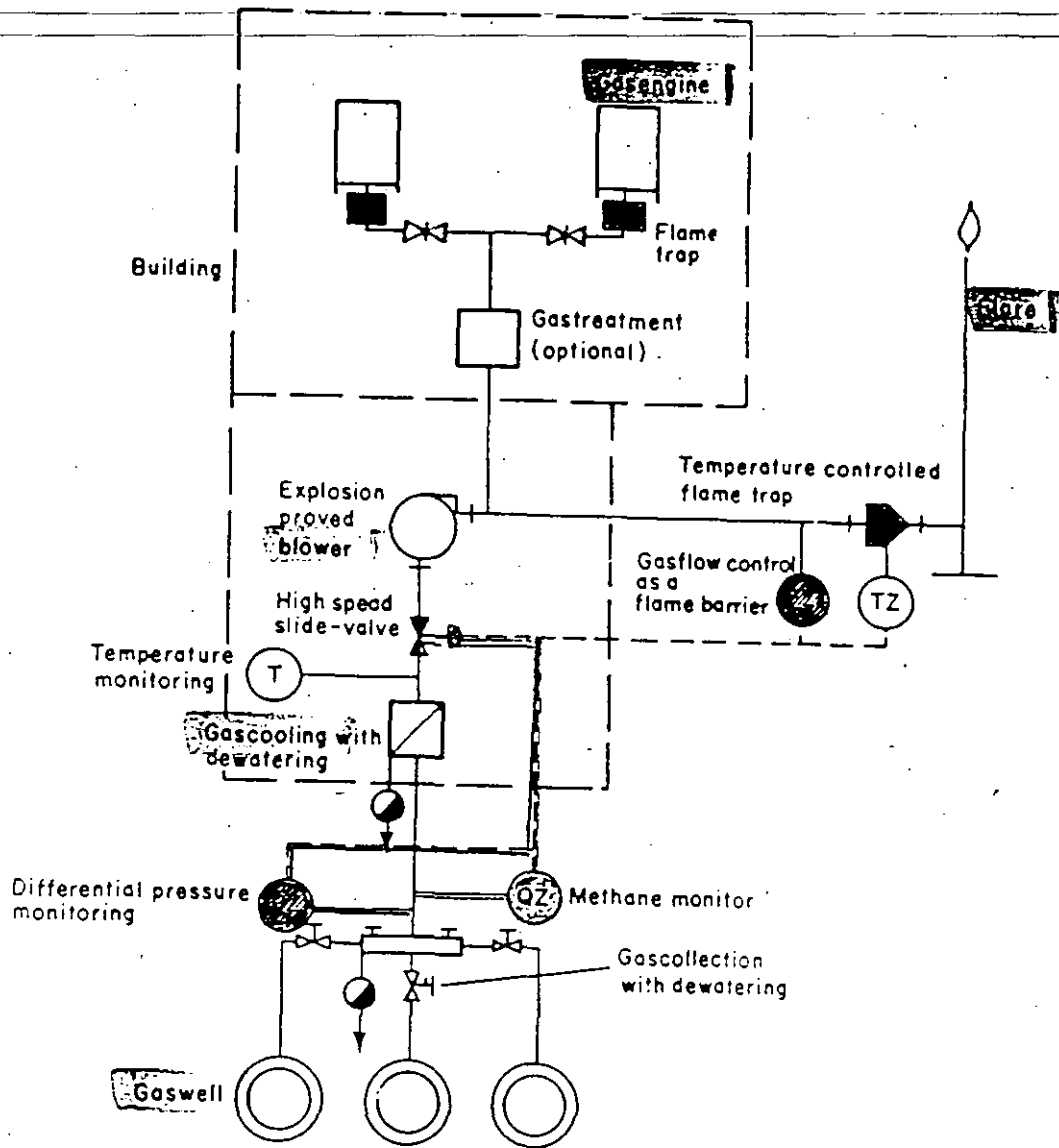 Gasengine
Flame
trap
Building
Gastreatment
(optional)
Flare
Temperature controlled
flame trap
Explosion
proved
blower
Gasflow control
as a
flame barrier
TZ
High spead
slide-valve
Temperature
monitoring
T
Gascooling with
dewatering
Differential pressure
monitoring
QZ
Methane monitor
Gascollection
with dewatering
Gaswell